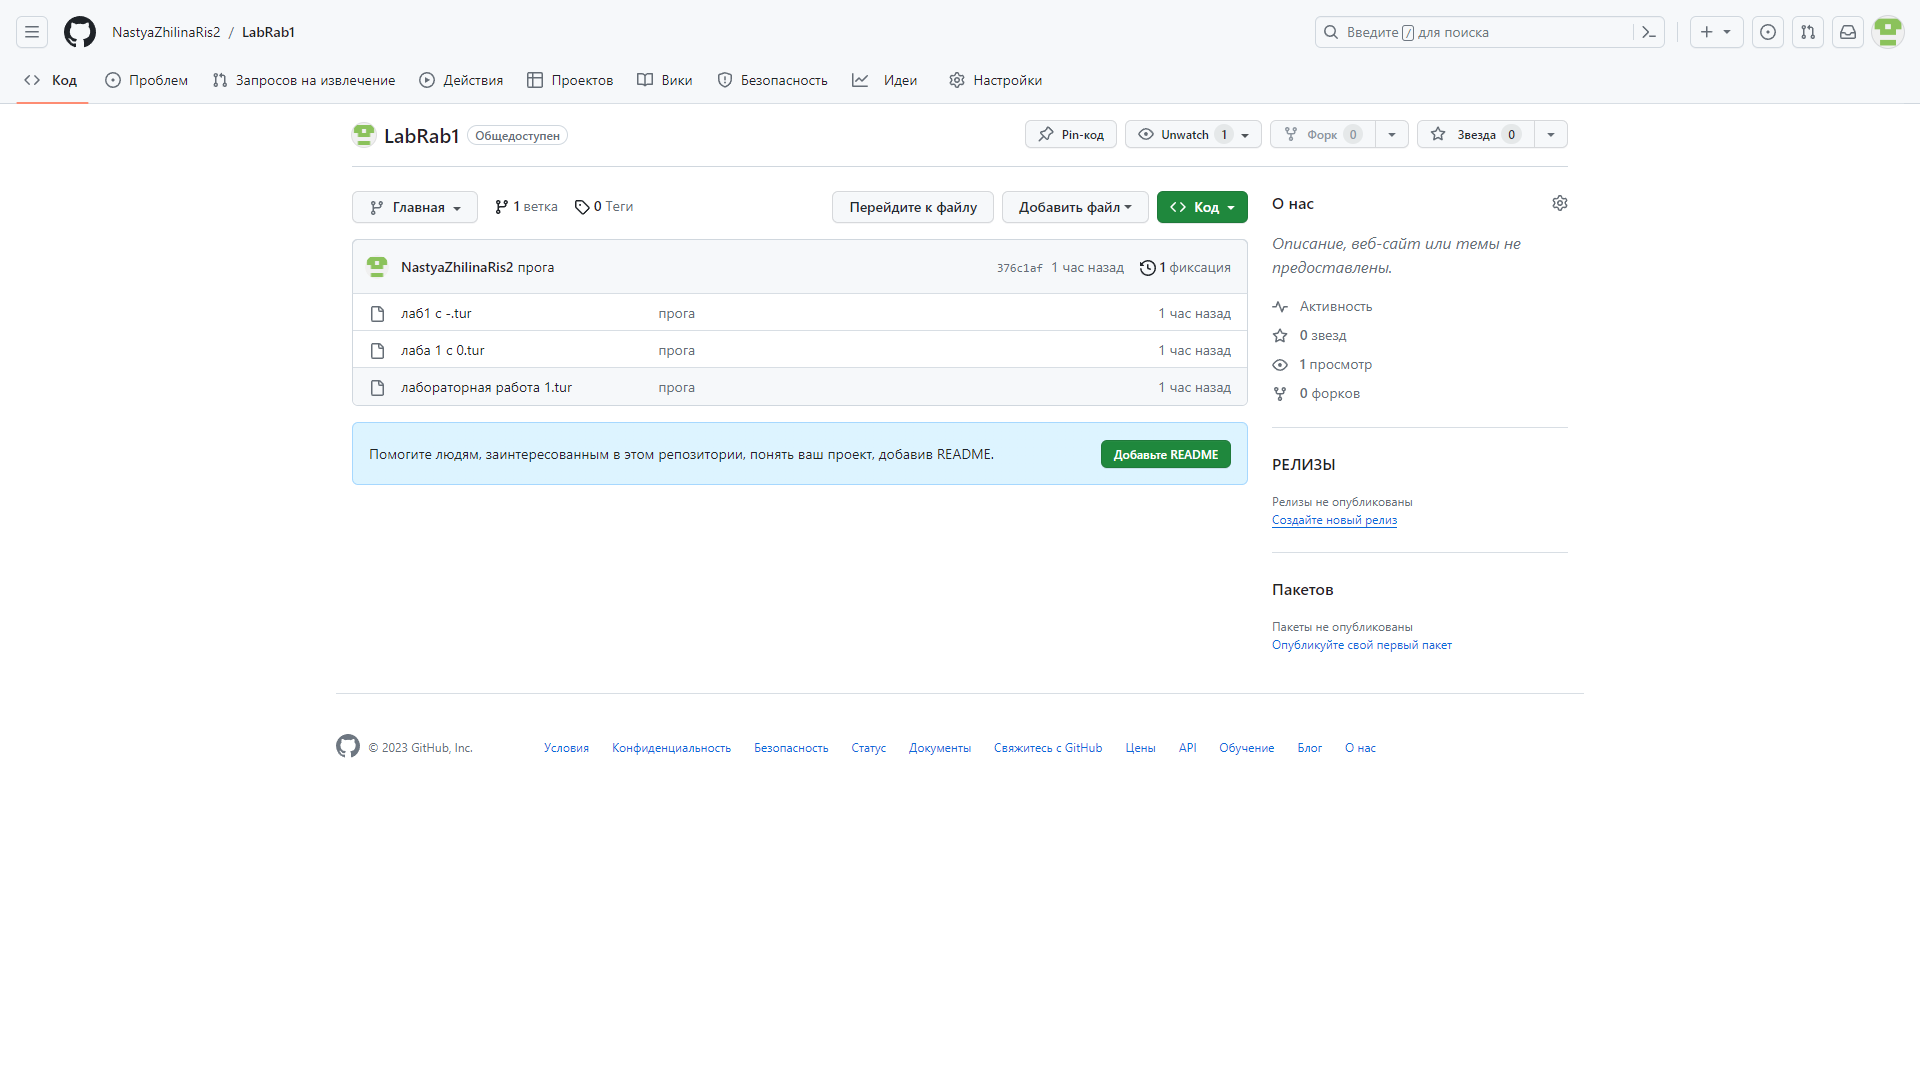 NastyaZhilinaRis2 / LabRab1
Введите / для поиска
Код Проблем Запросов на извлечение Действия Проектов Вики Безопасность Идеи Настройки
LabRab1 Общедоступен
Pin-код Unwatch 1 Форк 0 Звезда 0
Главная 1 ветка 0 Теги Перейдите к файлу Добавить файл Код
NastyaZhilinaRis2 прога 376c1af 1 час назад 1 фиксация
лаб1 с -.tur прога 1 час назад
лаба 1 с 0.tur прога 1 час назад
лабораторная работа 1.tur прога 1 час назад
Помогите людям, заинтересованным в этом репозитории, понять ваш проект, добавив README. Добавьте README
О нас
Описание, веб-сайт или темы не
предоставлены.
Активность
0 звезд
1 просмотр
0 форков
РЕЛИЗЫ
Релизы не опубликованы
Создайте новый релиз
Пакетов
Пакеты не опубликованы
Опубликуйте свой первый пакет
© 2023 GitHub, Inc. Условия Конфиденциальность Безопасность Статус Документы Свяжитесь с GitHub Цены API Обучение Блог О нас